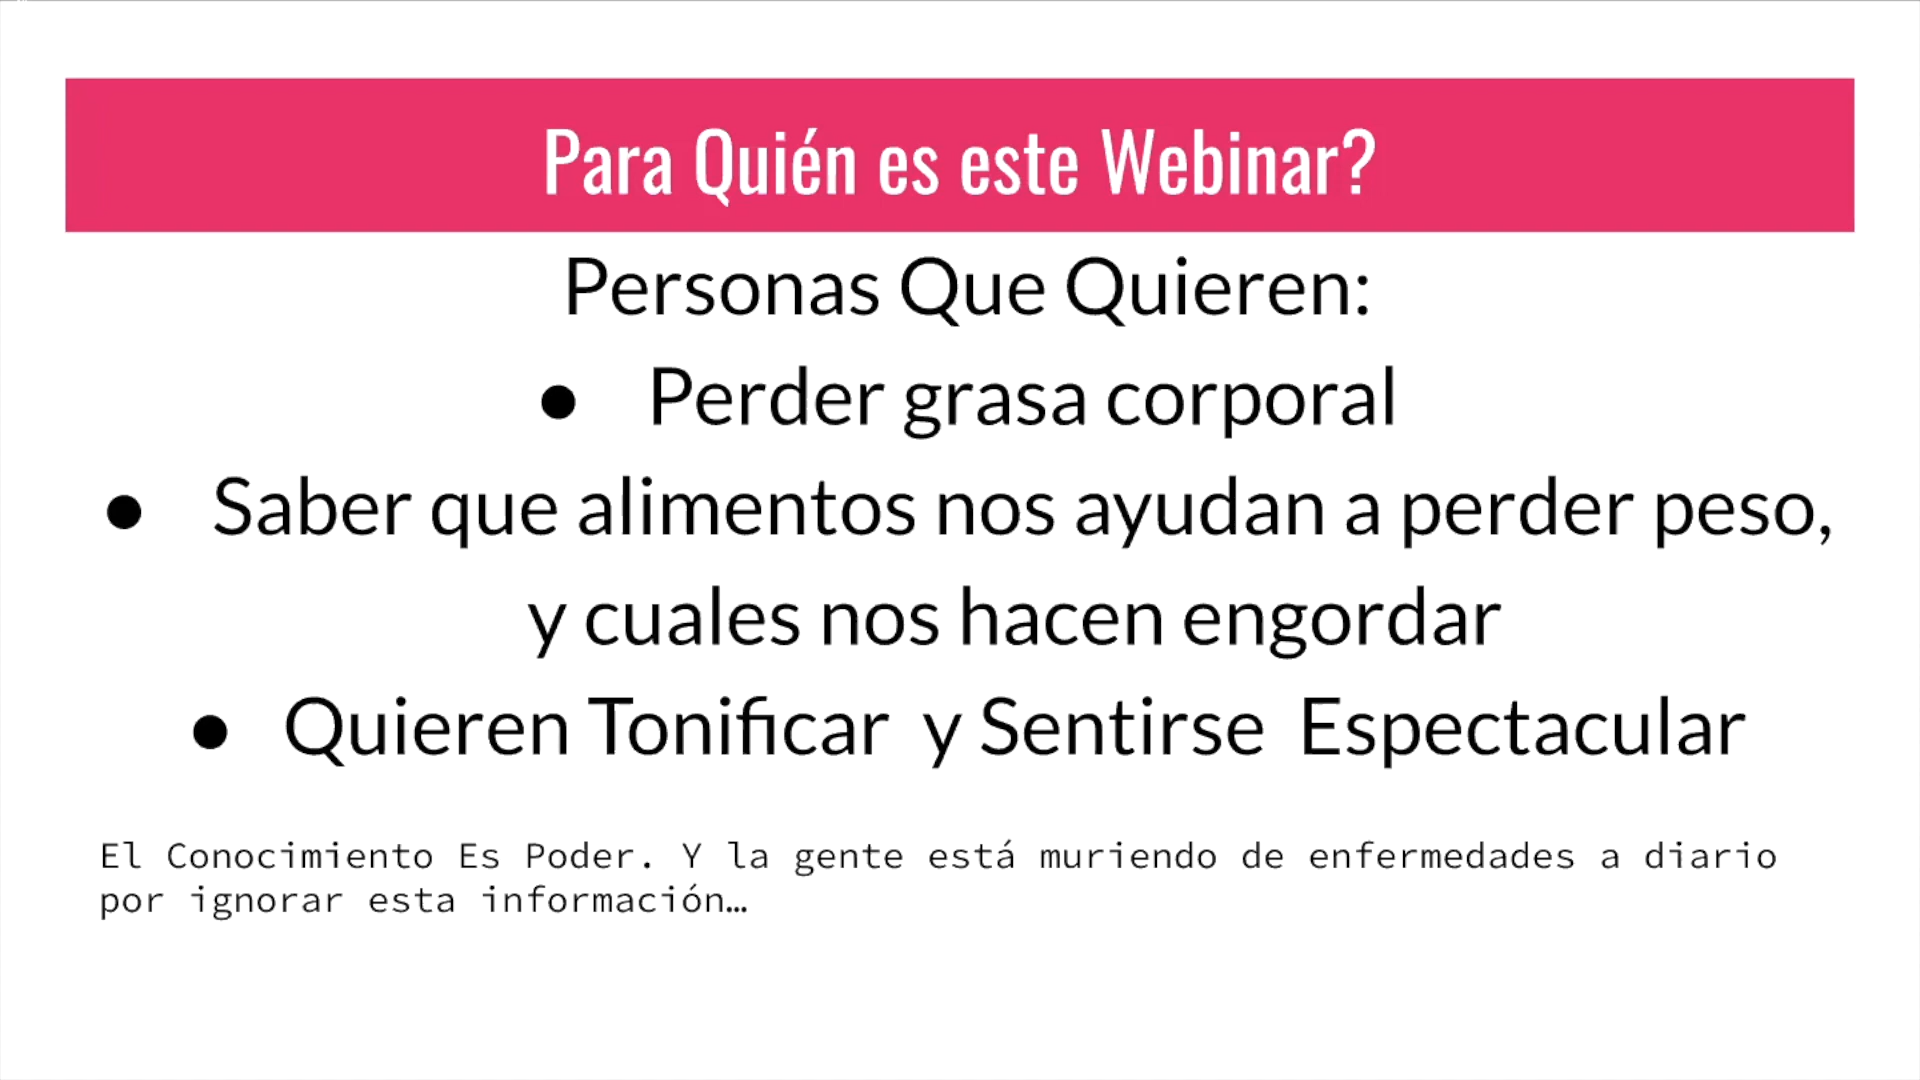 Para Quién es este Webinar?
Personas Que Quieren:
● Perder grasa corporal
● Saber que alimentos nos ayudan a perder peso,
y cuales nos hacen engordar
● Quieren Tonificar y Sentirse Espectacular
El Conocimiento Es Poder. Y la gente está muriendo de enfermedades a diario
por ignorar esta información…